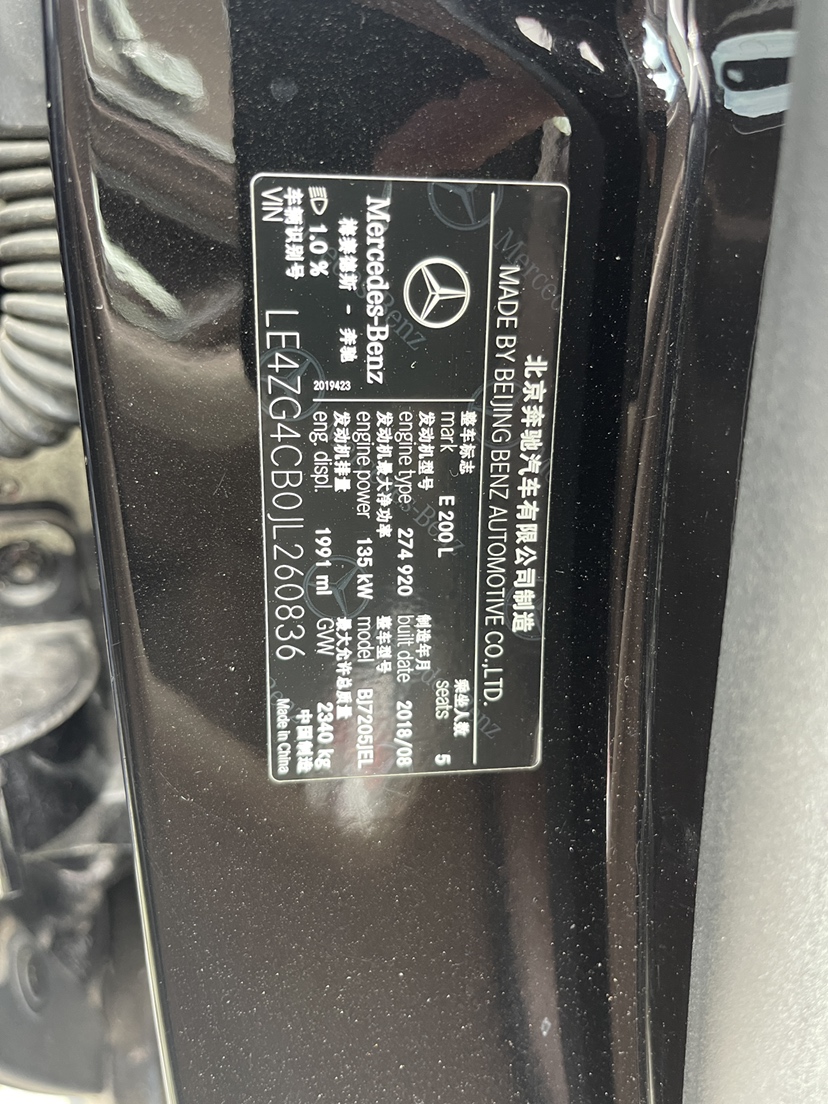 北京奔驰汽车有限公司制造
MADE BY BEIJING BENZ AUTOMOTIVE CO.,LTD.
Mercedes-Benz
梅赛德斯 - 奔驰
1.0 %
2019423
整车标志
mark E 200 L
乘坐人数
seats 5
发动机型号
engine type 274 920
制造年月
built date 2018/08
发动机最大净功率
engine power 135 kW
整车型号
model BJ7205JEL
发动机排量
eng. displ. 1991 ml
最大允许总质量
GVW 2340 kg
车辆识别号
VIN LE4ZG4CB0JL260836
中国制造
Made in China